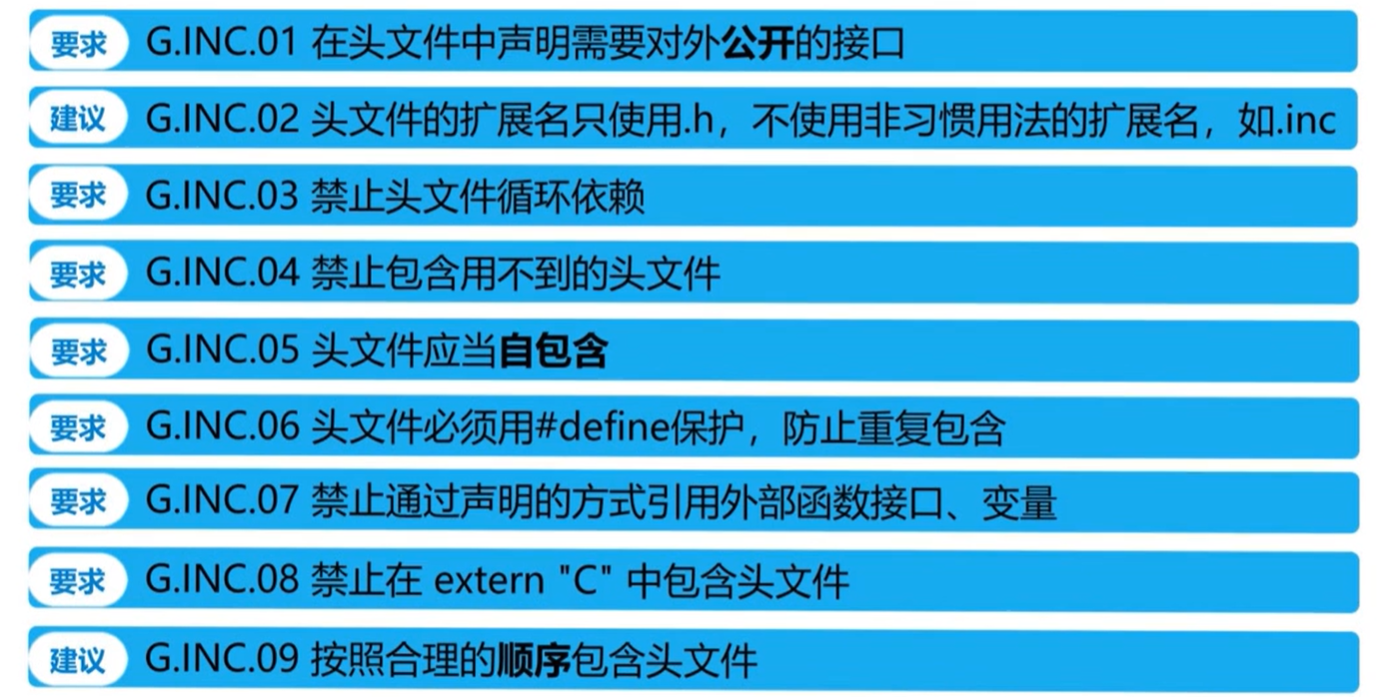 要求 G.INC.01 在头文件中声明需要对外公开的接口
建议 G.INC.02 头文件的扩展名只使用.h，不使用非习惯用法的扩展名，如.inc
要求 G.INC.03 禁止头文件循环依赖
要求 G.INC.04 禁止包含用不到的头文件
要求 G.INC.05 头文件应当自包含
要求 G.INC.06 头文件必须用#define保护，防止重复包含
要求 G.INC.07 禁止通过声明的方式引用外部函数接口、变量
要求 G.INC.08 禁止在 extern "C" 中包含头文件
建议 G.INC.09 按照合理的顺序包含头文件